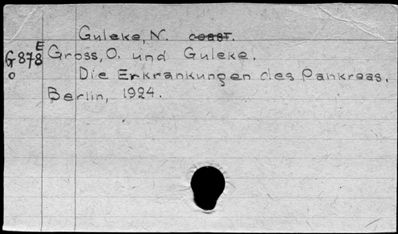 Guleke, N.
E
Gross, O. und Guleke.
G878
o
Die Erkrankungen des Pankreas.
Berlin, 1924.